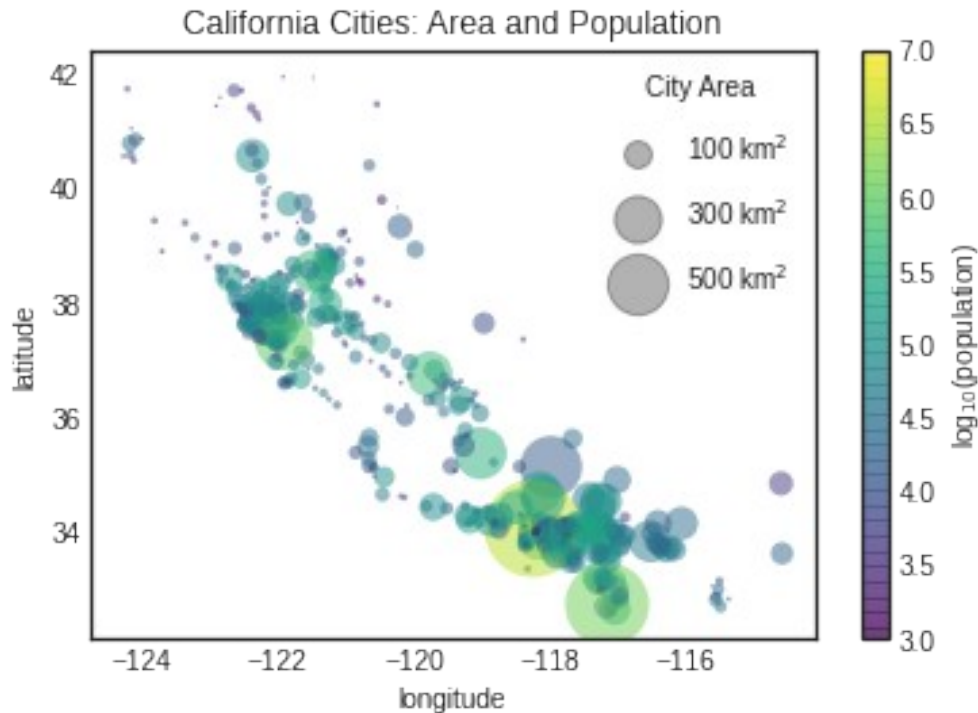 California Cities: Area and Population
City Area
100 km²
300 km²
500 km²
42
40
38
36
34
latitude
−124
−122
−120
−118
−116
longitude
7.0
6.5
6.0
5.5
5.0
4.5
4.0
3.5
3.0
log₁₀(population)